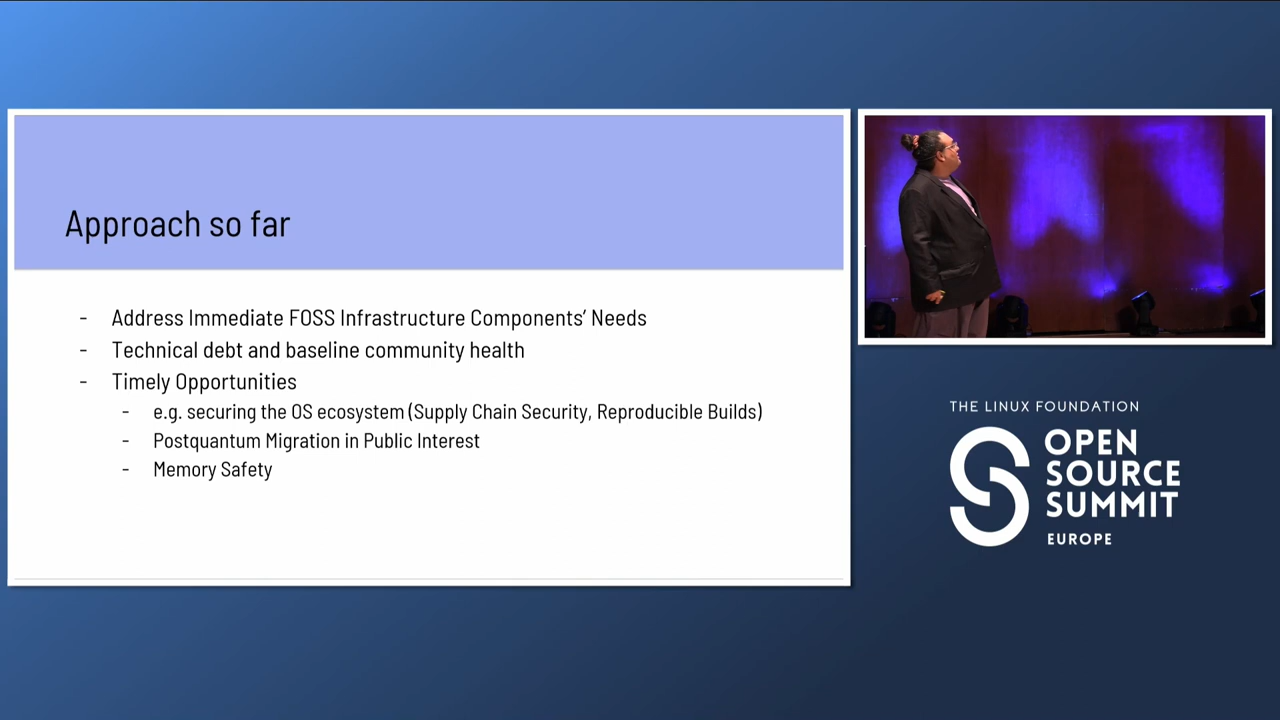 Approach so far
- Address Immediate FOSS Infrastructure Components’ Needs
- Technical debt and baseline community health
- Timely Opportunities
- e.g. securing the OS ecosystem (Supply Chain Security, Reproducible Builds)
- Postquantum Migration in Public Interest
- Memory Safety
THE LINUX FOUNDATION
OPEN
SOURCE
SUMMIT
EUROPE